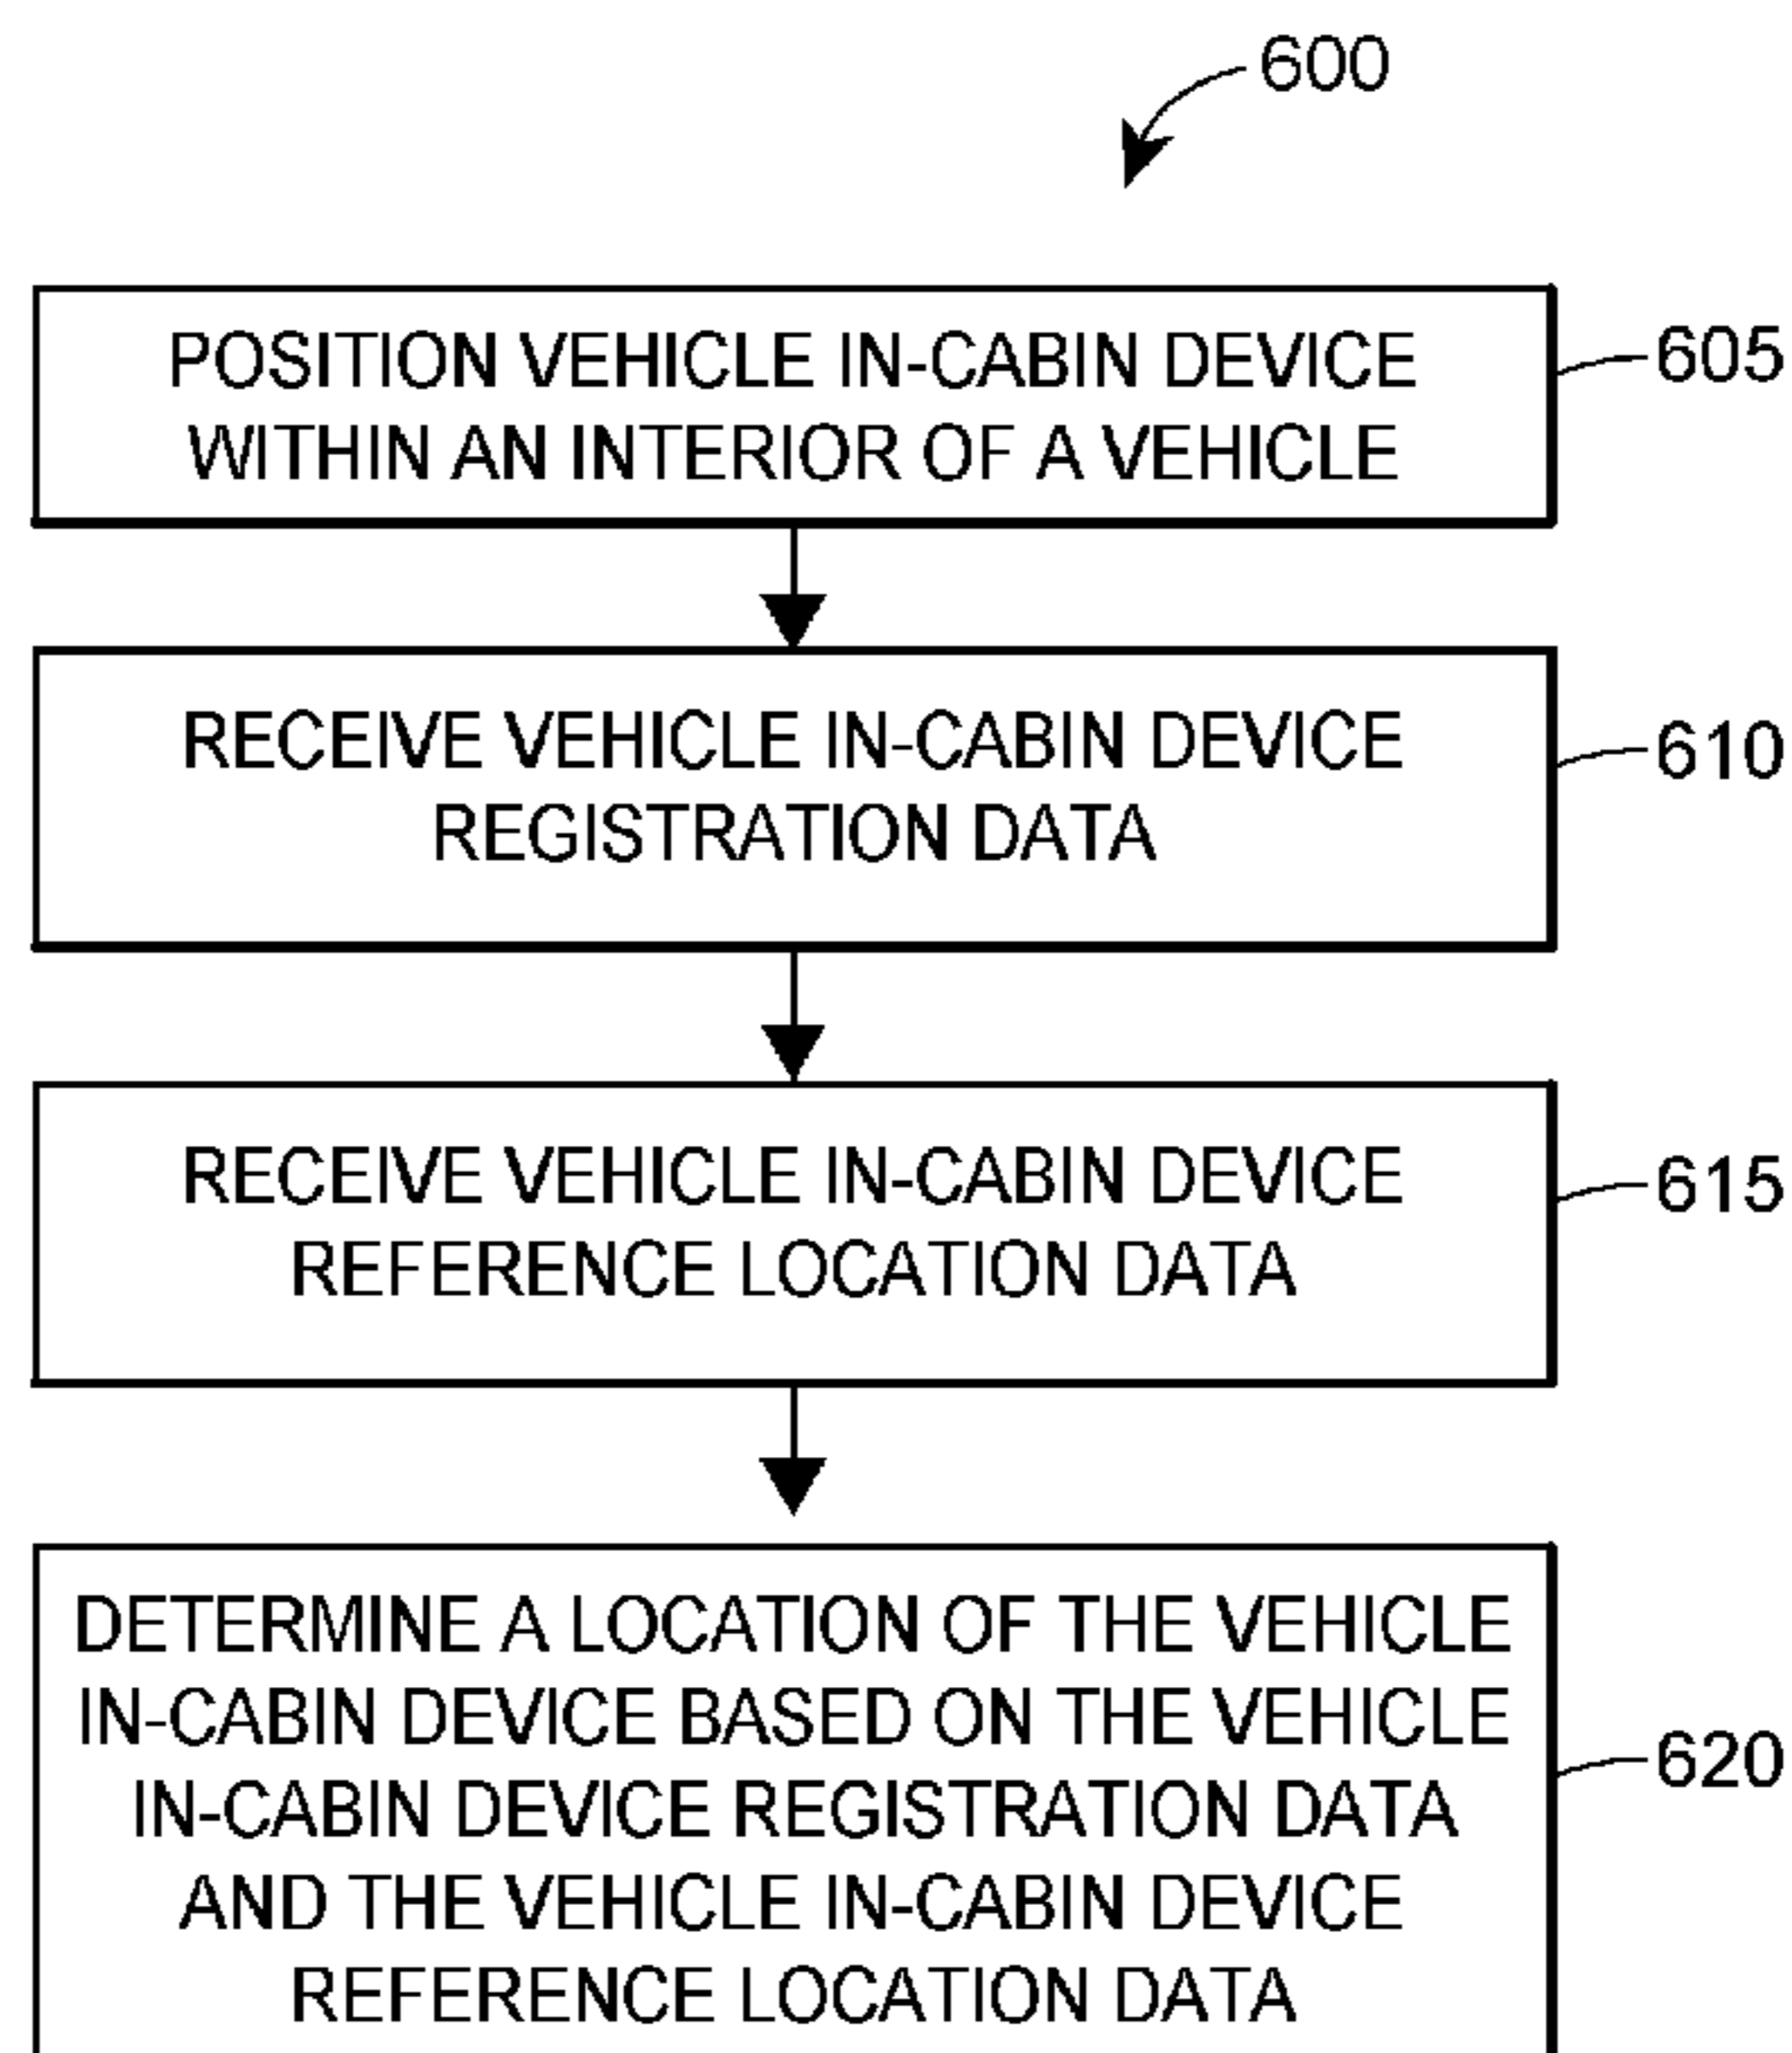 600
POSITION VEHICLE IN-CABIN DEVICE
WITHIN AN INTERIOR OF A VEHICLE
605
RECEIVE VEHICLE IN-CABIN DEVICE
REGISTRATION DATA
610
RECEIVE VEHICLE IN-CABIN DEVICE
REFERENCE LOCATION DATA
615
DETERMINE A LOCATION OF THE VEHICLE
IN-CABIN DEVICE BASED ON THE VEHICLE
IN-CABIN DEVICE REGISTRATION DATA
AND THE VEHICLE IN-CABIN DEVICE
REFERENCE LOCATION DATA
620